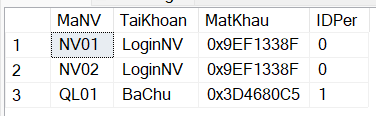 MaNV TaiKhoan MatKhau IDPer
1 NV01 LoginNV 0x9EF1338F 0
2 NV02 LoginNV 0x9EF1338F 0
3 QL01 BaChu 0x3D4680C5 1